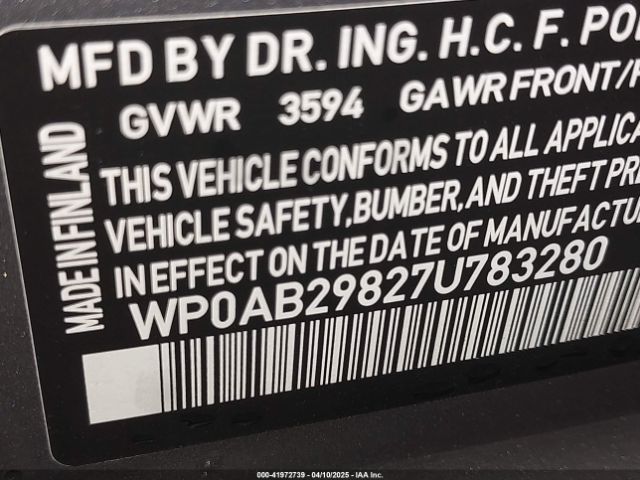 MFD BY DR. ING. H.C. F. PO
GVWR 3594 GAWR FRONT/
MADE IN FINLAND
THIS VEHICLE CONFORMS TO ALL APPLICA
VEHICLE SAFETY, BUMBER, AND THEFT PRE
IN EFFECT ON THE DATE OF MANUFACTU
WP0AB29827U783280
000-41972739 - 04/10/2025 - IAA Inc.